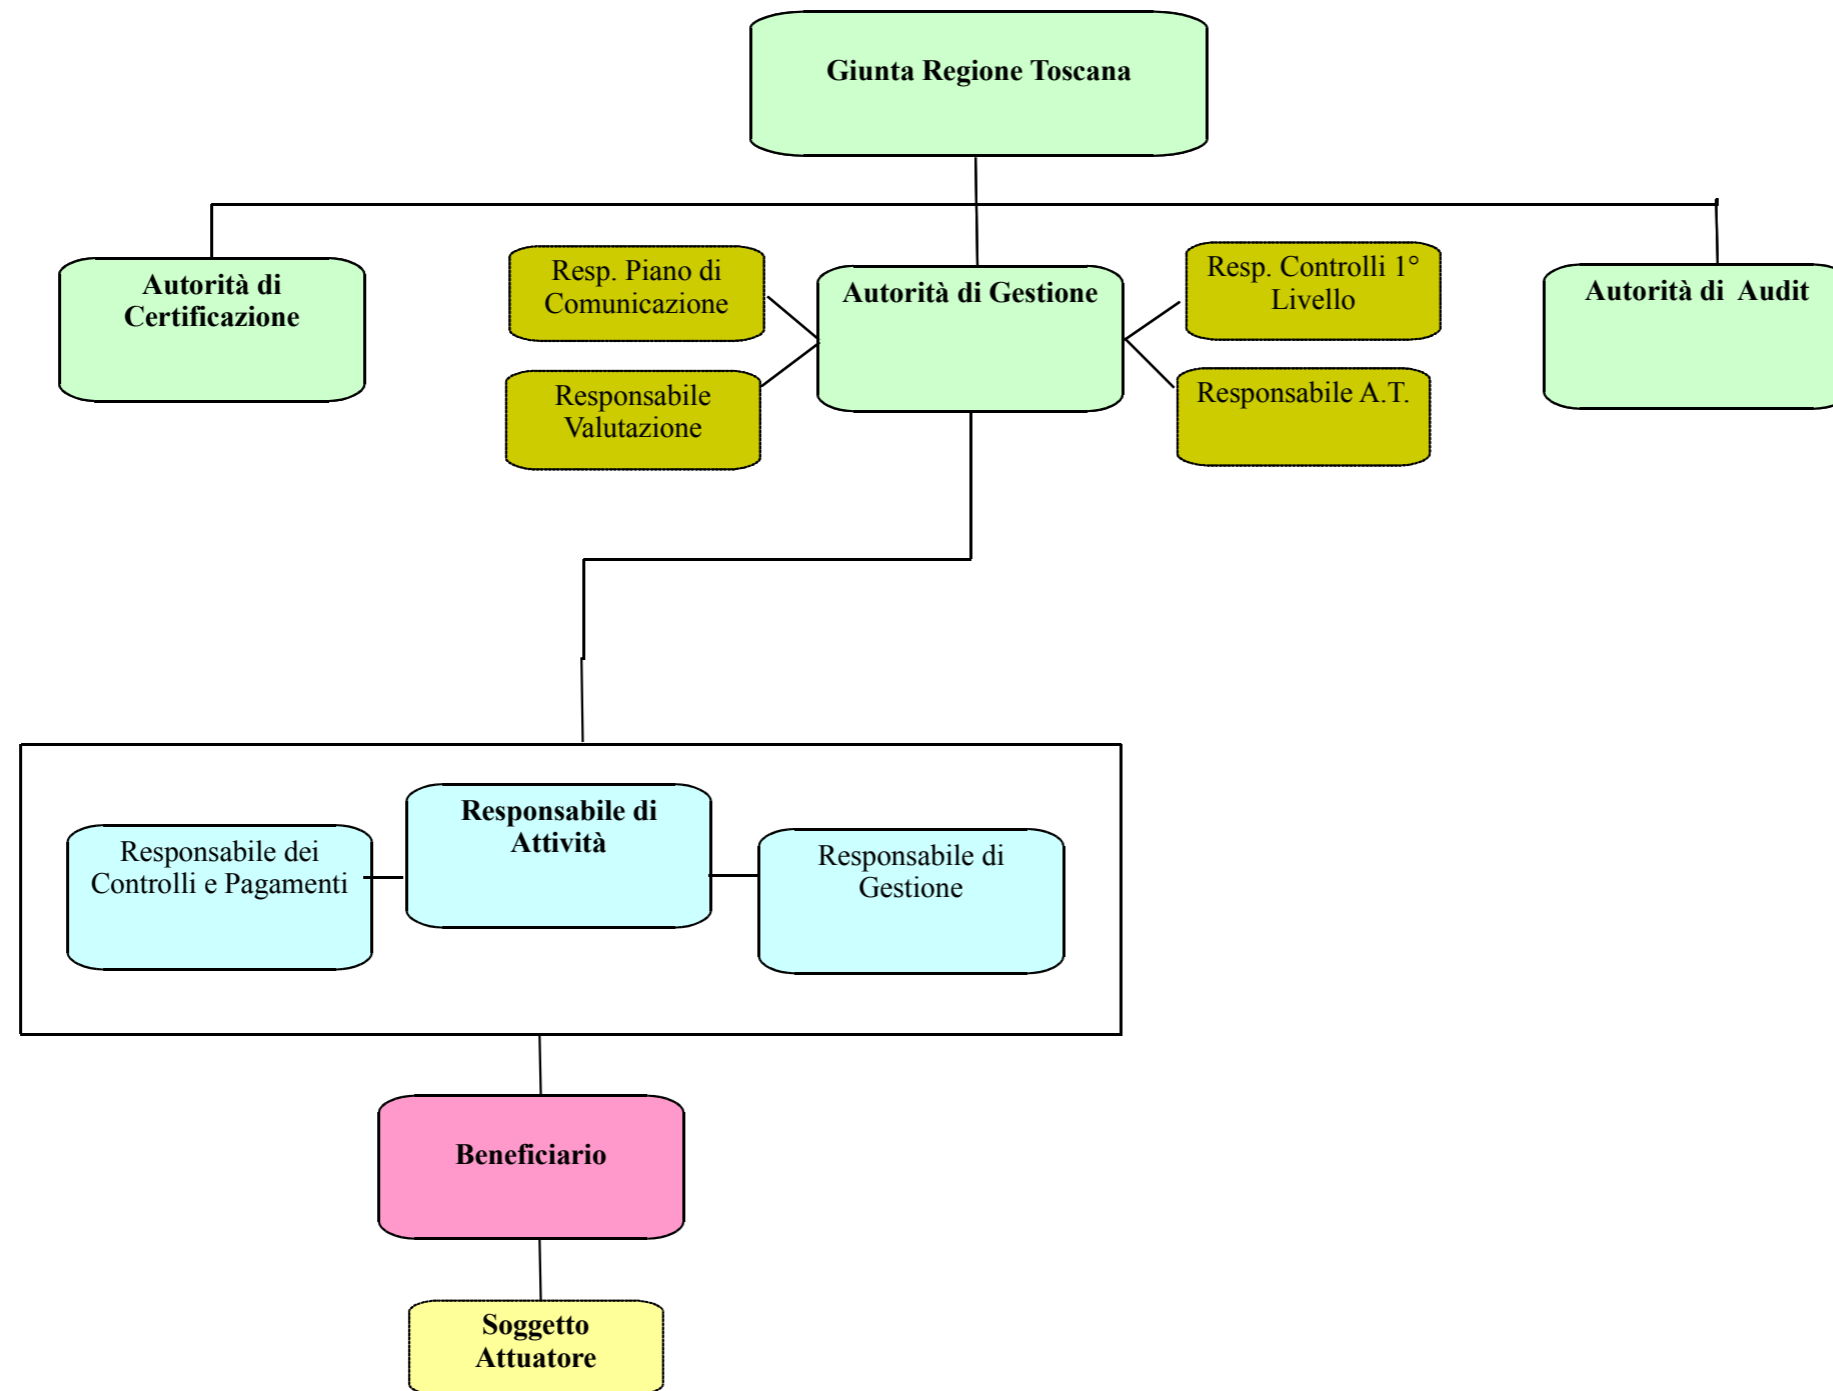 Giunta Regione Toscana
Autorità di
Certificazione
Resp. Piano di
Comunicazione
Responsabile
Valutazione
Autorità di Gestione
Resp. Controlli 1°
Livello
Responsabile A.T.
Autorità di  Audit
Responsabile dei
Controlli e Pagamenti
Responsabile di
Attività
Responsabile di
Gestione
Beneficiario
Soggetto
Attuatore